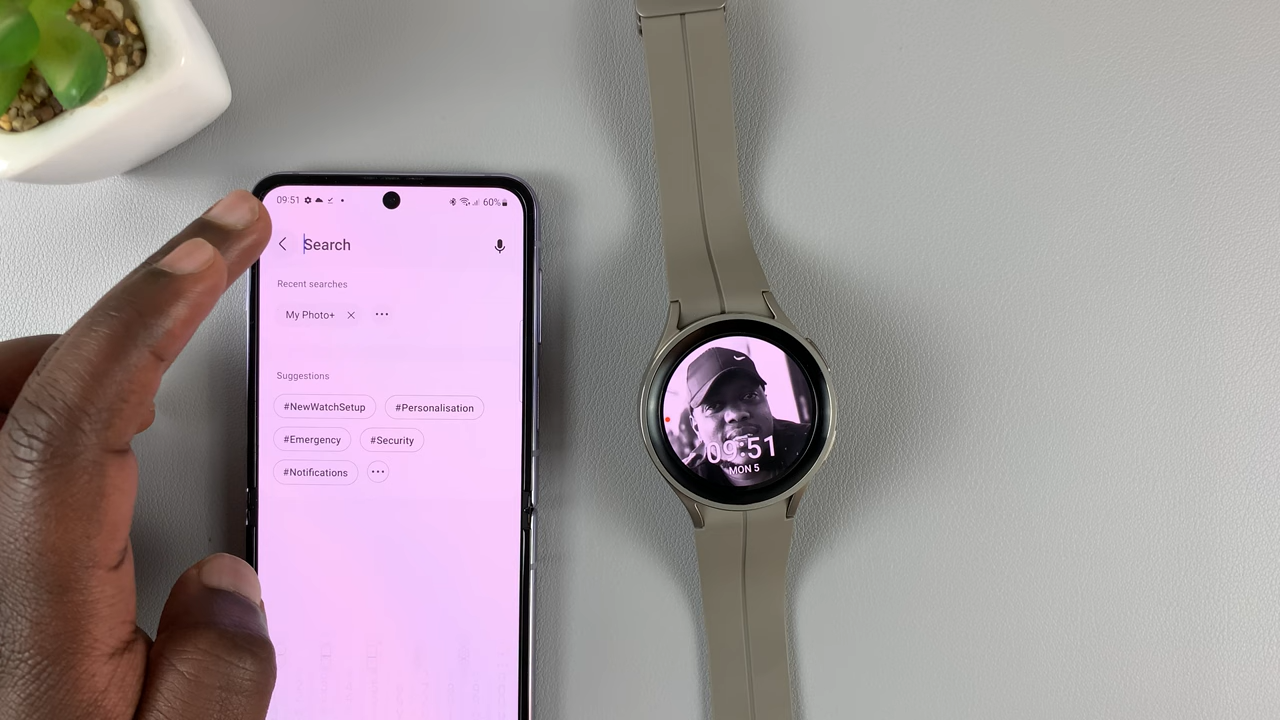 09:51
60%
Search
Recent searches
My Photo+
Suggestions
#NewWatchSetup #Personalisation
#Emergency #Security
#Notifications
09:51
MON 5